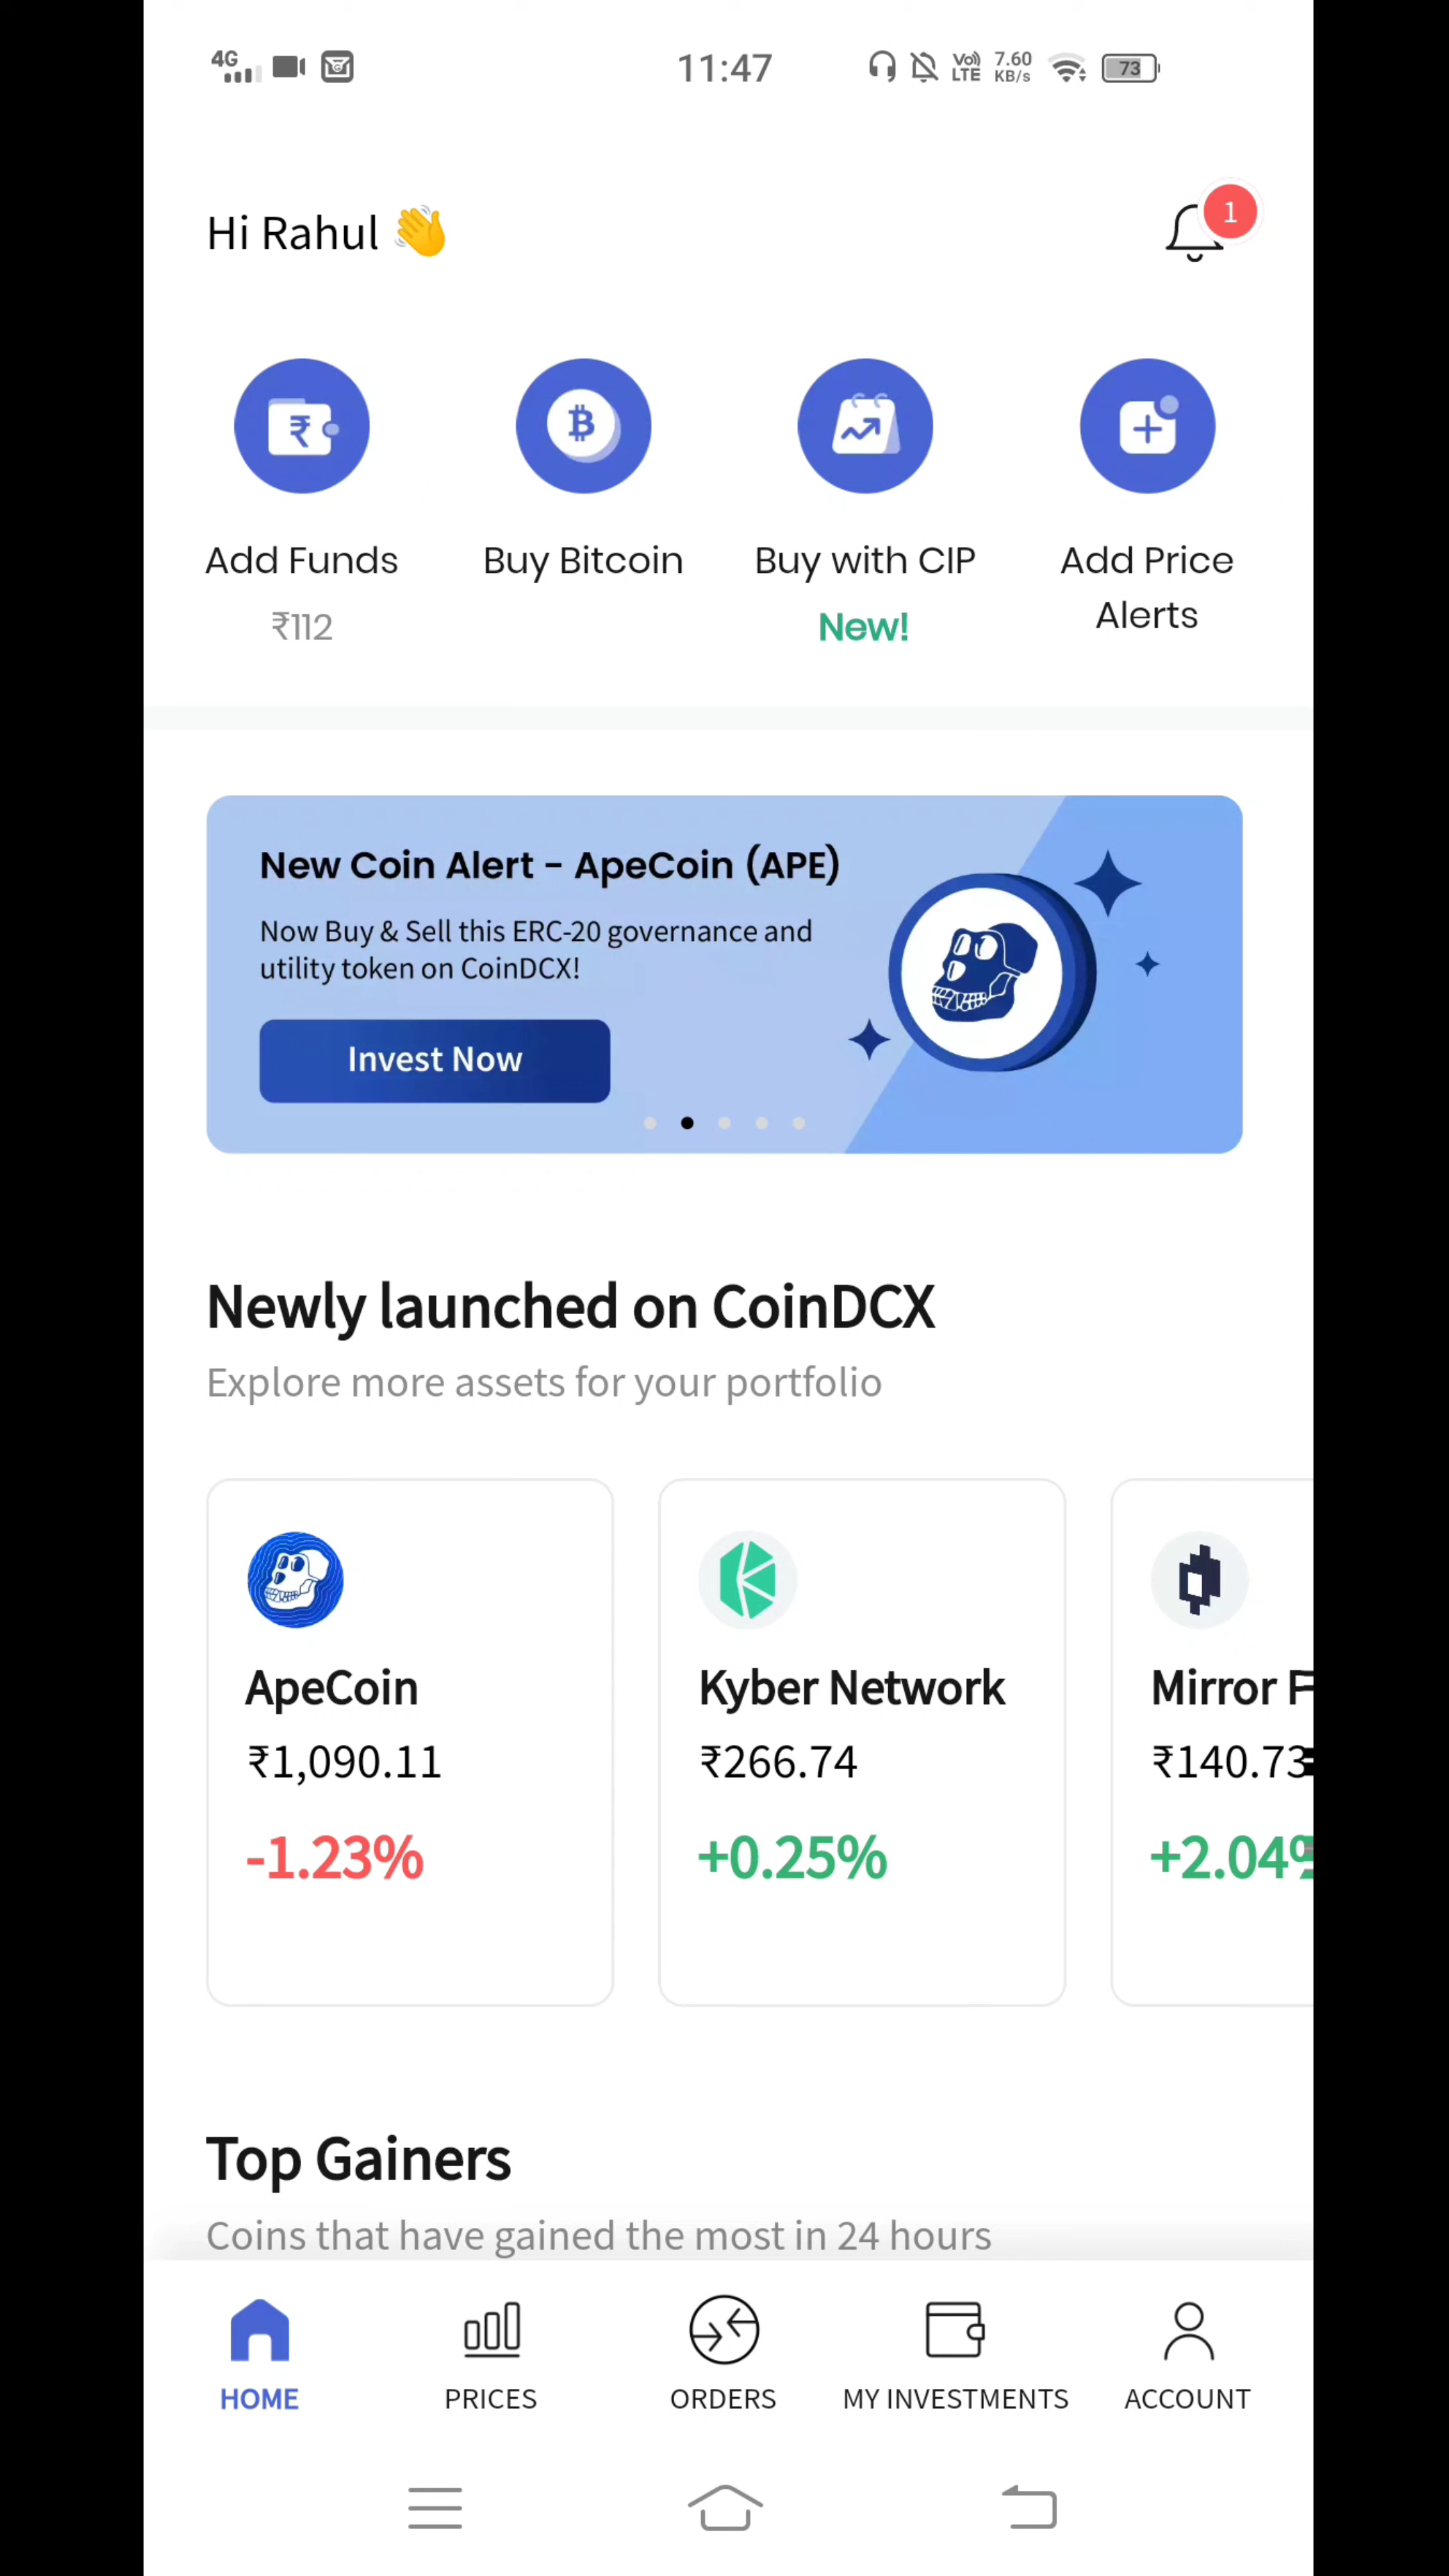 4G
11:47
Vo)) LTE
7.60 KB/s
73
Hi Rahul 👋
1
Add Funds
₹112
Buy Bitcoin
Buy with CIP
New!
Add Price
Alerts
New Coin Alert - ApeCoin (APE)
Now Buy & Sell this ERC-20 governance and
utility token on CoinDCX!
Invest Now
Newly launched on CoinDCX
Explore more assets for your portfolio
ApeCoin
₹1,090.11
-1.23%
Kyber Network
₹266.74
+0.25%
Mirror
₹140.73
+2.04%
Top Gainers
Coins that have gained the most in 24 hours
HOME
PRICES
ORDERS
MY INVESTMENTS
ACCOUNT